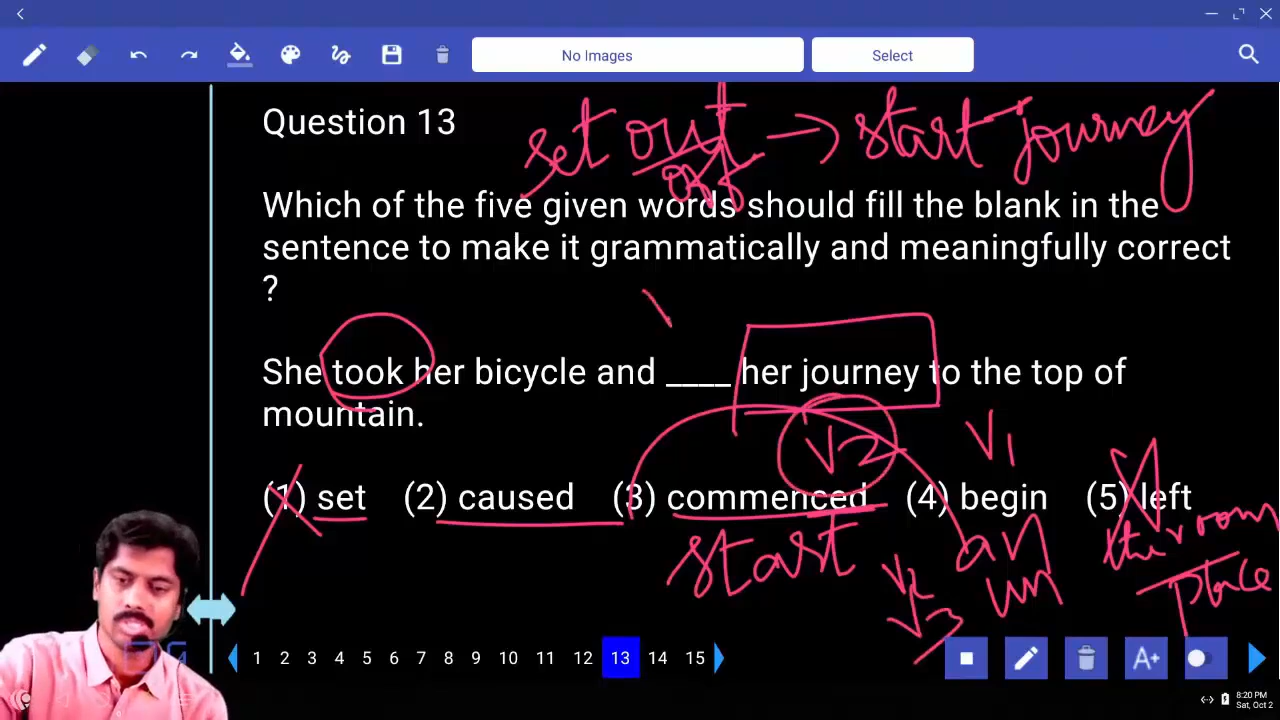 No Images
Select
Question 13
set out → start journey
off
Which of the five given words should fill the blank in the
sentence to make it grammatically and meaningfully correct
?
She took her bicycle and ____ her journey to the top of
mountain.
V2
V1
(1) set (2) caused (3) commenced (4) begin (5) left
start
V2
V3
an
un
the room
place
1 2 3 4 5 6 7 8 9 10 11 12 13 14 15
A+
8:20 PM
Sat, Oct 2